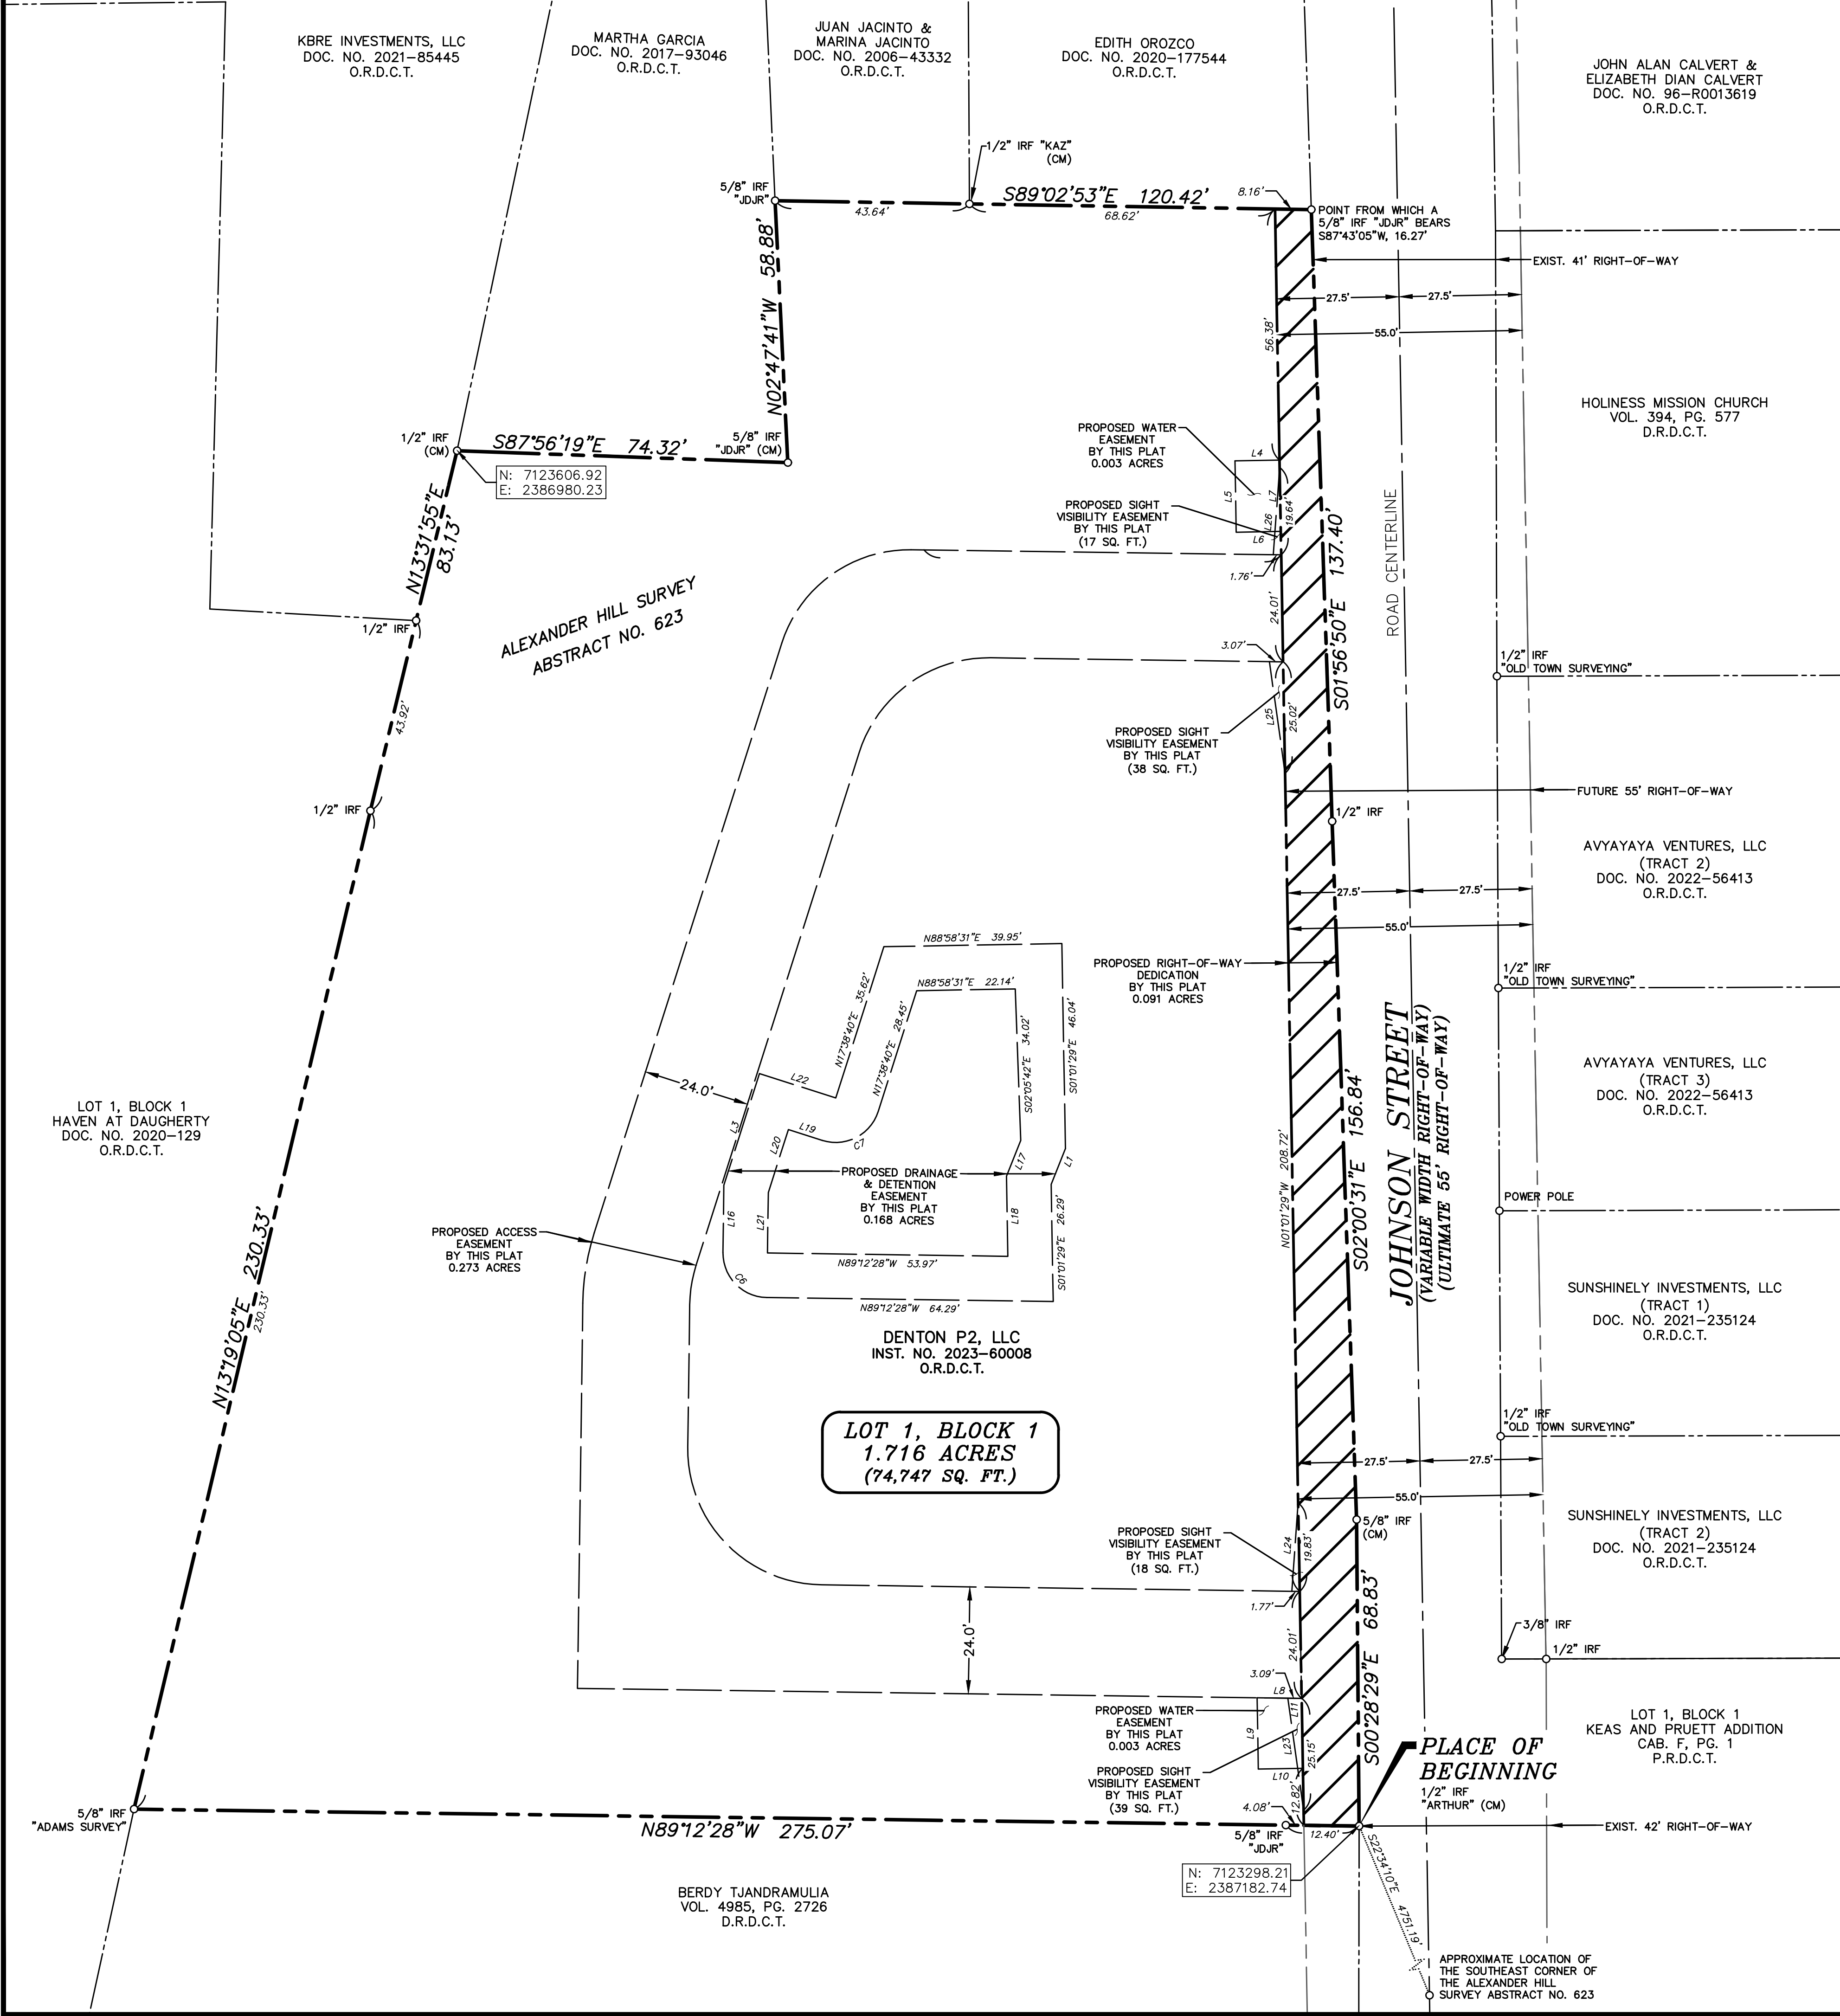 KBRE INVESTMENTS, LLC
DOC. NO. 2021-85445
O.R.D.C.T.
MARTHA GARCIA
DOC. NO. 2017-93046
O.R.D.C.T.
JUAN JACINTO &
MARINA JACINTO
DOC. NO. 2006-43332
O.R.D.C.T.
EDITH OROZCO
DOC. NO. 2020-177544
O.R.D.C.T.
JOHN ALAN CALVERT &
ELIZABETH DIAN CALVERT
DOC. NO. 96-R0013619
O.R.D.C.T.
1/2" IRF "KAZ"
(CM)
5/8" IRF
"JDJR"
S89°02'53"E 120.42'
43.64'
68.62'
8.16'
POINT FROM WHICH A
5/8" IRF "JDJR" BEARS
S87°43'05"W, 16.27'
EXIST. 41' RIGHT-OF-WAY
27.5'
27.5'
55.0'
N02°47'41"W 58.88'
56.38'
HOLINESS MISSION CHURCH
VOL. 394, PG. 577
D.R.D.C.T.
1/2" IRF
(CM)
S87°56'19"E 74.32'
5/8" IRF
"JDJR" (CM)
N: 7123606.92
E: 2386980.23
PROPOSED WATER
EASEMENT
BY THIS PLAT
0.003 ACRES
L4
L5
L7
L26
L6
19.64'
PROPOSED SIGHT
VISIBILITY EASEMENT
BY THIS PLAT
(17 SQ. FT.)
1.76'
N13°31'55"E
83.13'
137.40'
S01°56'50"E
ROAD CENTERLINE
ALEXANDER HILL SURVEY
ABSTRACT NO. 623
1/2" IRF
24.01'
3.07'
1/2" IRF
"OLD TOWN SURVEYING"
43.92'
L25
25.02'
PROPOSED SIGHT
VISIBILITY EASEMENT
BY THIS PLAT
(38 SQ. FT.)
FUTURE 55' RIGHT-OF-WAY
1/2" IRF
1/2" IRF
AVYAYAYA VENTURES, LLC
(TRACT 2)
DOC. NO. 2022-56413
O.R.D.C.T.
27.5'
27.5'
55.0'
N88°58'31"E 39.95'
PROPOSED RIGHT-OF-WAY
DEDICATION
BY THIS PLAT
0.091 ACRES
1/2" IRF
"OLD TOWN SURVEYING"
N88°58'31"E 22.14'
N17°38'40"E 35.62'
N17°38'40"E 28.45'
S02°05'42"E 34.02'
S01°01'29"E 46.04'
JOHNSON STREET
(VARIABLE WIDTH RIGHT-OF-WAY)
(ULTIMATE 55' RIGHT-OF-WAY)
AVYAYAYA VENTURES, LLC
(TRACT 3)
DOC. NO. 2022-56413
O.R.D.C.T.
24.0'
L22
L3
L20
L19
C7
L17
L1
LOT 1, BLOCK 1
HAVEN AT DAUGHERTY
DOC. NO. 2020-129
O.R.D.C.T.
PROPOSED DRAINAGE
& DETENTION
EASEMENT
BY THIS PLAT
0.168 ACRES
L16
L21
L18
S01°01'29"E 26.29'
N01°01'29"W 208.72'
S02°00'31"E 156.84'
POWER POLE
PROPOSED ACCESS
EASEMENT
BY THIS PLAT
0.273 ACRES
N89°12'28"W 53.97'
C6
N89°12'28"W 64.29'
N13°19'05"E 230.33'
230.33'
SUNSHINELY INVESTMENTS, LLC
(TRACT 1)
DOC. NO. 2021-235124
O.R.D.C.T.
DENTON P2, LLC
INST. NO. 2023-60008
O.R.D.C.T.
LOT 1, BLOCK 1
1.716 ACRES
(74,747 SQ. FT.)
1/2" IRF
"OLD TOWN SURVEYING"
27.5'
27.5'
55.0'
5/8" IRF
(CM)
SUNSHINELY INVESTMENTS, LLC
(TRACT 2)
DOC. NO. 2021-235124
O.R.D.C.T.
PROPOSED SIGHT
VISIBILITY EASEMENT
BY THIS PLAT
(18 SQ. FT.)
L24
19.83'
1.77'
24.0'
24.01'
S00°28'29"E 68.83'
3/8" IRF
1/2" IRF
3.09'
L8
L11
L9
L23
L10
25.15'
12.82'
PROPOSED WATER
EASEMENT
BY THIS PLAT
0.003 ACRES
PROPOSED SIGHT
VISIBILITY EASEMENT
BY THIS PLAT
(39 SQ. FT.)
LOT 1, BLOCK 1
KEAS AND PRUETT ADDITION
CAB. F, PG. 1
P.R.D.C.T.
PLACE OF
BEGINNING
1/2" IRF
"ARTHUR" (CM)
5/8" IRF
"ADAMS SURVEY"
N89°12'28"W 275.07'
4.08'
5/8" IRF
"JDJR"
12.40'
EXIST. 42' RIGHT-OF-WAY
N: 7123298.21
E: 2387182.74
S22°34'10"E 4751.19'
BERDY TJANDRAMULIA
VOL. 4985, PG. 2726
D.R.D.C.T.
APPROXIMATE LOCATION OF
THE SOUTHEAST CORNER OF
THE ALEXANDER HILL
SURVEY ABSTRACT NO. 623